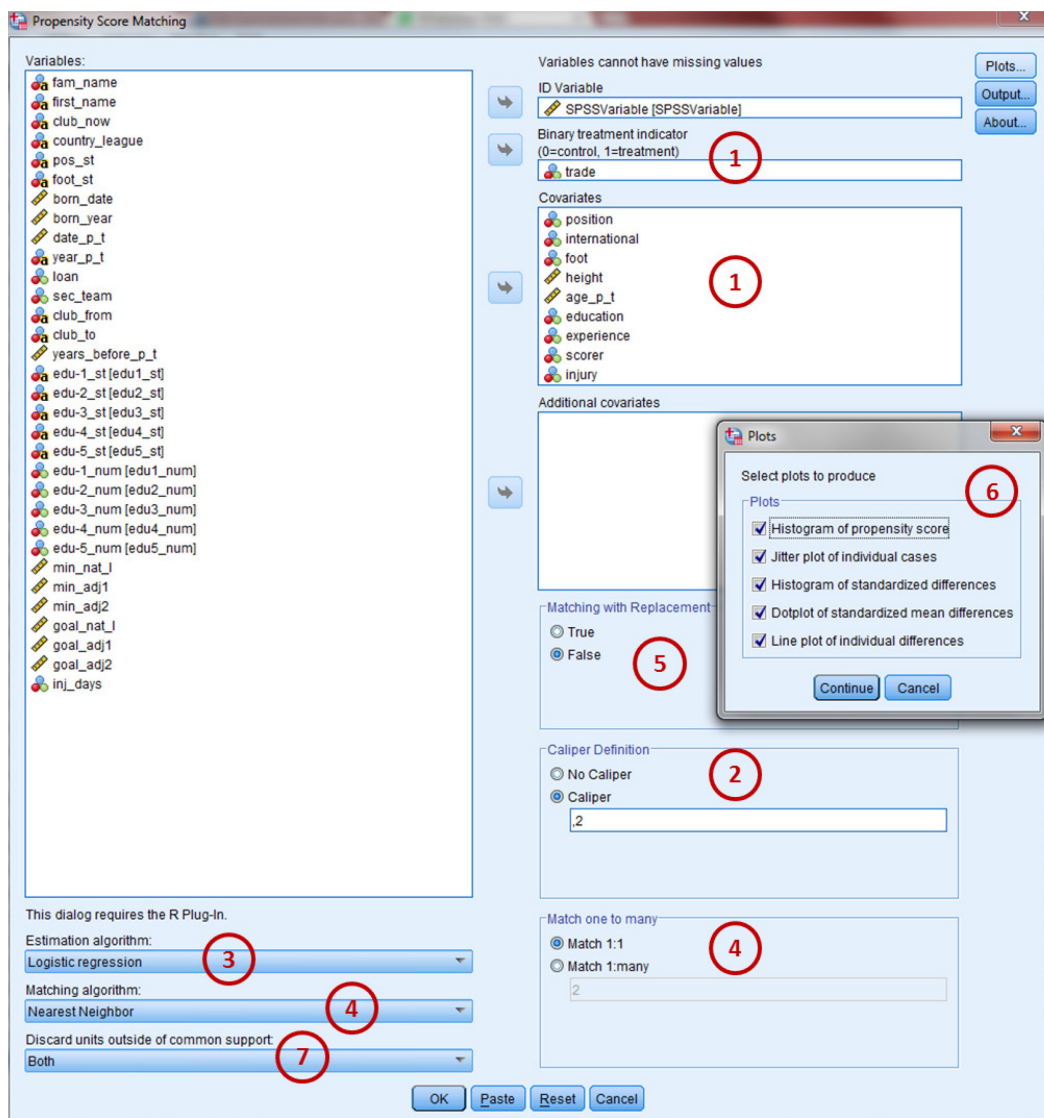 Propensity Score Matching
Variables:
fam_name
first_name
club_now
country_league
pos_st
foot_st
born_date
born_year
date_p_t
year_p_t
loan
sec_team
club_from
club_to
years_before_p_t
edu-1_st [edu1_st]
edu-2_st [edu2_st]
edu-3_st [edu3_st]
edu-4_st [edu4_st]
edu-5_st [edu5_st]
edu-1_num [edu1_num]
edu-2_num [edu2_num]
edu-3_num [edu3_num]
edu-4_num [edu4_num]
edu-5_num [edu5_num]
min_nat_l
min_adj1
min_adj2
goal_nat_l
goal_adj1
goal_adj2
inj_days
This dialog requires the R Plug-In.
Estimation algorithm:
Logistic regression
3
Matching algorithm:
Nearest Neighbor
4
Discard units outside of common support:
Both
7
Variables cannot have missing values
ID Variable
SPSSVariable [SPSSVariable]
Binary treatment indicator
(0=control, 1=treatment)
1
trade
Covariates
position
international
foot
height
age_p_t
education
experience
scorer
injury
1
Additional covariates
Matching with Replacement
True
False
5
Caliper Definition
No Caliper
Caliper
,2
2
Match one to many
Match 1:1
Match 1:many
2
4
Plots...
Output...
About...
Plots
Select plots to produce
6
Plots
Histogram of propensity score
Jitter plot of individual cases
Histogram of standardized differences
Dotplot of standardized mean differences
Line plot of individual differences
Continue Cancel
OK Paste Reset Cancel